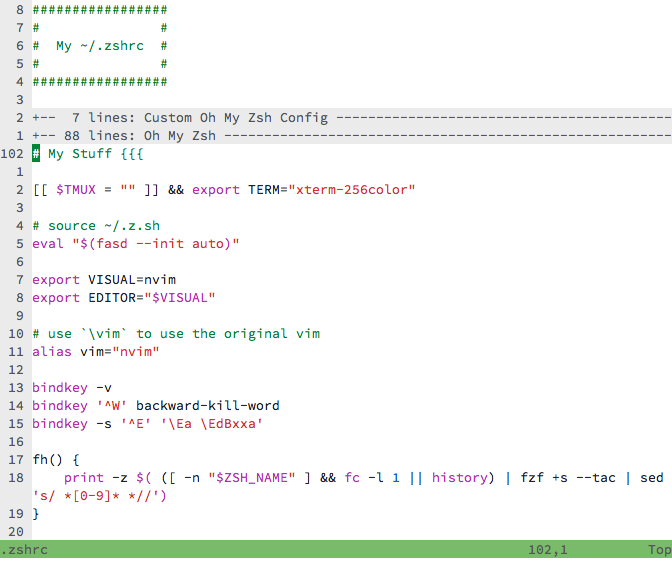 8 #################
7 #               #
6 #  My ~/.zshrc  #
5 #               #
4 #################
3
2 +--  7 lines: Custom Oh My Zsh Config ------------------------------------------
1 +-- 88 lines: Oh My Zsh --------------------------------------------------------
102 # My Stuff {{{
1
2 [[ $TMUX = "" ]] && export TERM="xterm-256color"
3
4 # source ~/.z.sh
5 eval "$(fasd --init auto)"
6
7 export VISUAL=nvim
8 export EDITOR="$VISUAL"
9
10 # use `\vim` to use the original vim
11 alias vim="nvim"
12
13 bindkey -v
14 bindkey '^W' backward-kill-word
15 bindkey -s '^E' '\Ea \EdBxxa'
16
17 fh() {
18     print -z $( ([ -n "$ZSH_NAME" ] && fc -l 1 || history) | fzf +s --tac | sed
's/ *[0-9]* *//')
19 }
20
.zshrc 102,1 Top